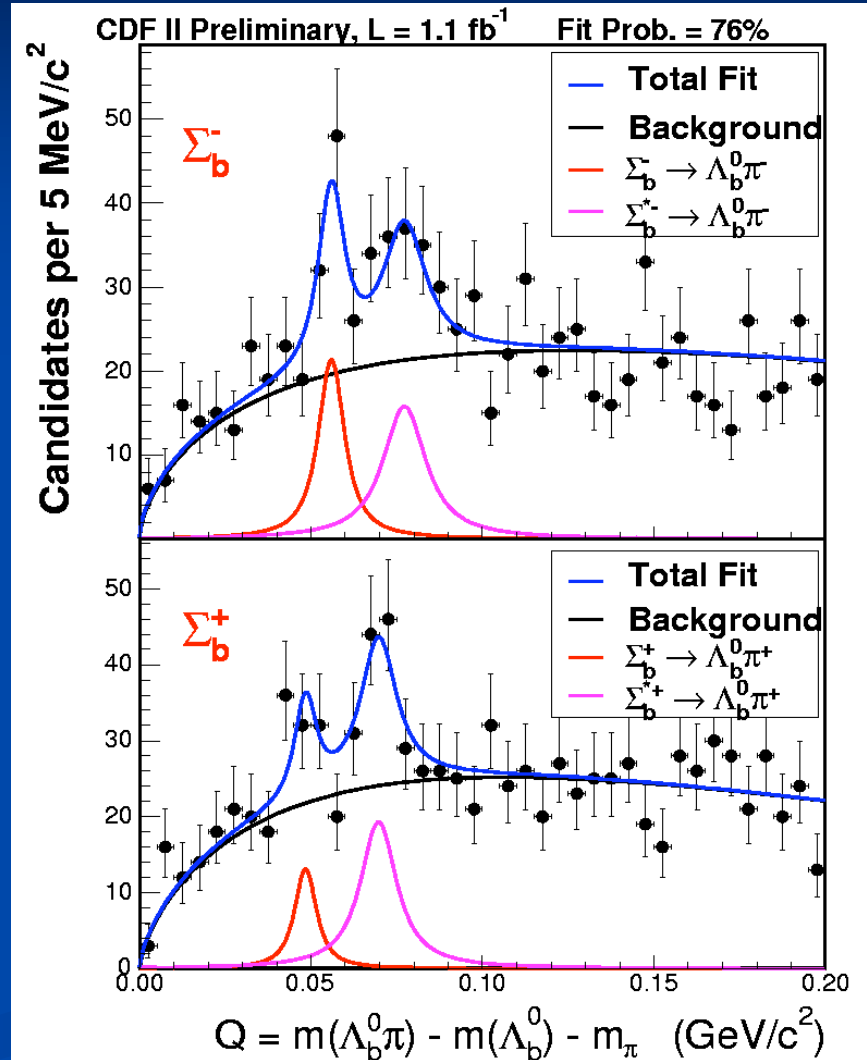 CDF II Preliminary, L = 1.1 fb⁻¹ Fit Prob. = 76%
Candidates per 5 MeV/c²
50
40
30
20
10
Σb⁻
Total Fit
Background
Σb⁻ → Λb⁰π⁻
Σb*⁻ → Λb⁰π⁻
50
40
30
20
10
0
Σb⁺
Total Fit
Background
Σb⁺ → Λb⁰π⁺
Σb*⁺ → Λb⁰π⁺
0.00 0.05 0.10 0.15 0.20
Q = m(Λb⁰π) - m(Λb⁰) - mπ (GeV/c²)